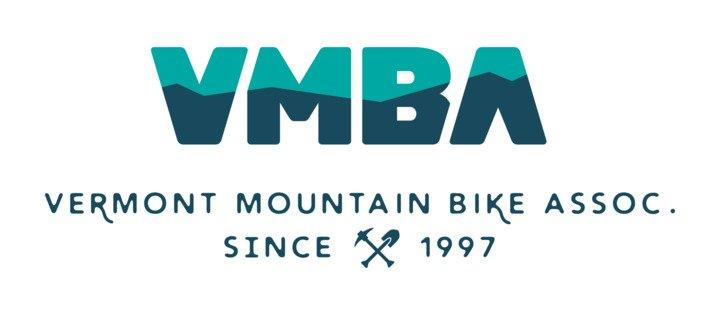 VMBA
VERMONT MOUNTAIN BIKE ASSOC.
SINCE 1997